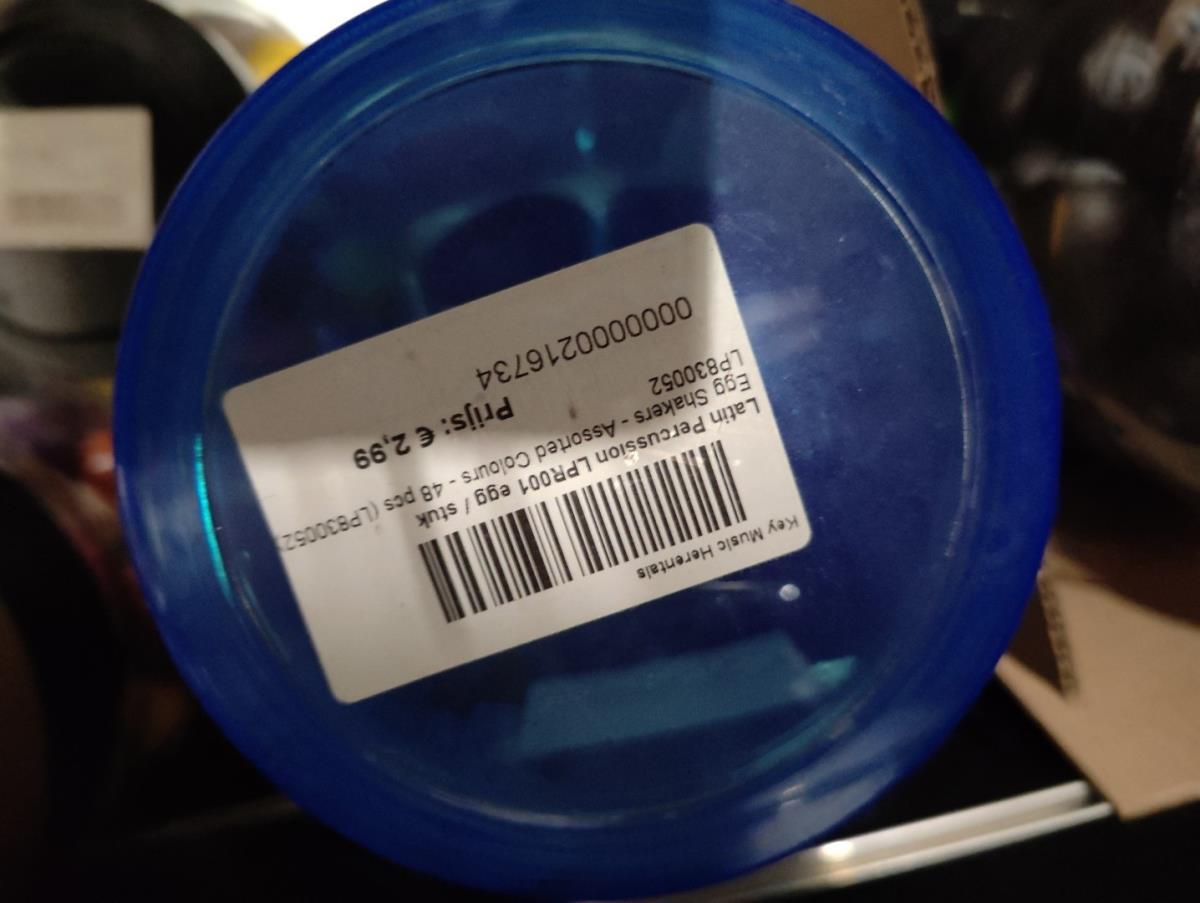 Key Music Herentals
Latin Percussion LPR001 egg / stuk
Egg Shakers - Assorted Colours - 48 pcs (LP830052
LP830052
Prijs: € 2,99
0000000216734